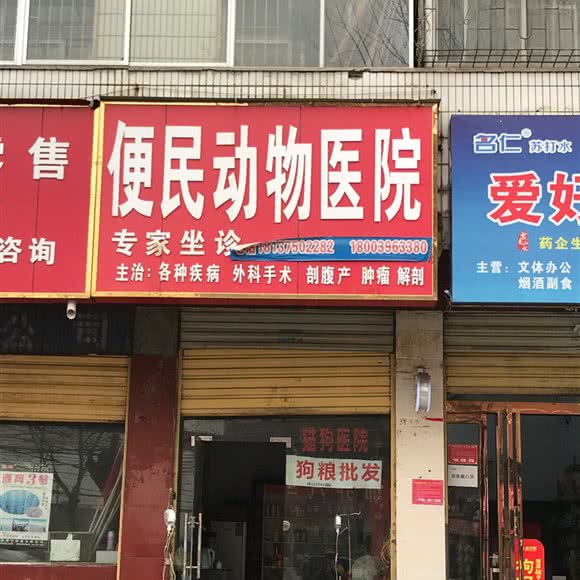 售
咨询
便民动物医院
专家坐诊
18137502282 18003963380
主治：各种疾病 外科手术 剖腹产 肿瘤 解剖
名仁 苏打水
爱好
药企生
主营：文体办公
烟酒副食
猫狗医院
狗粮批发